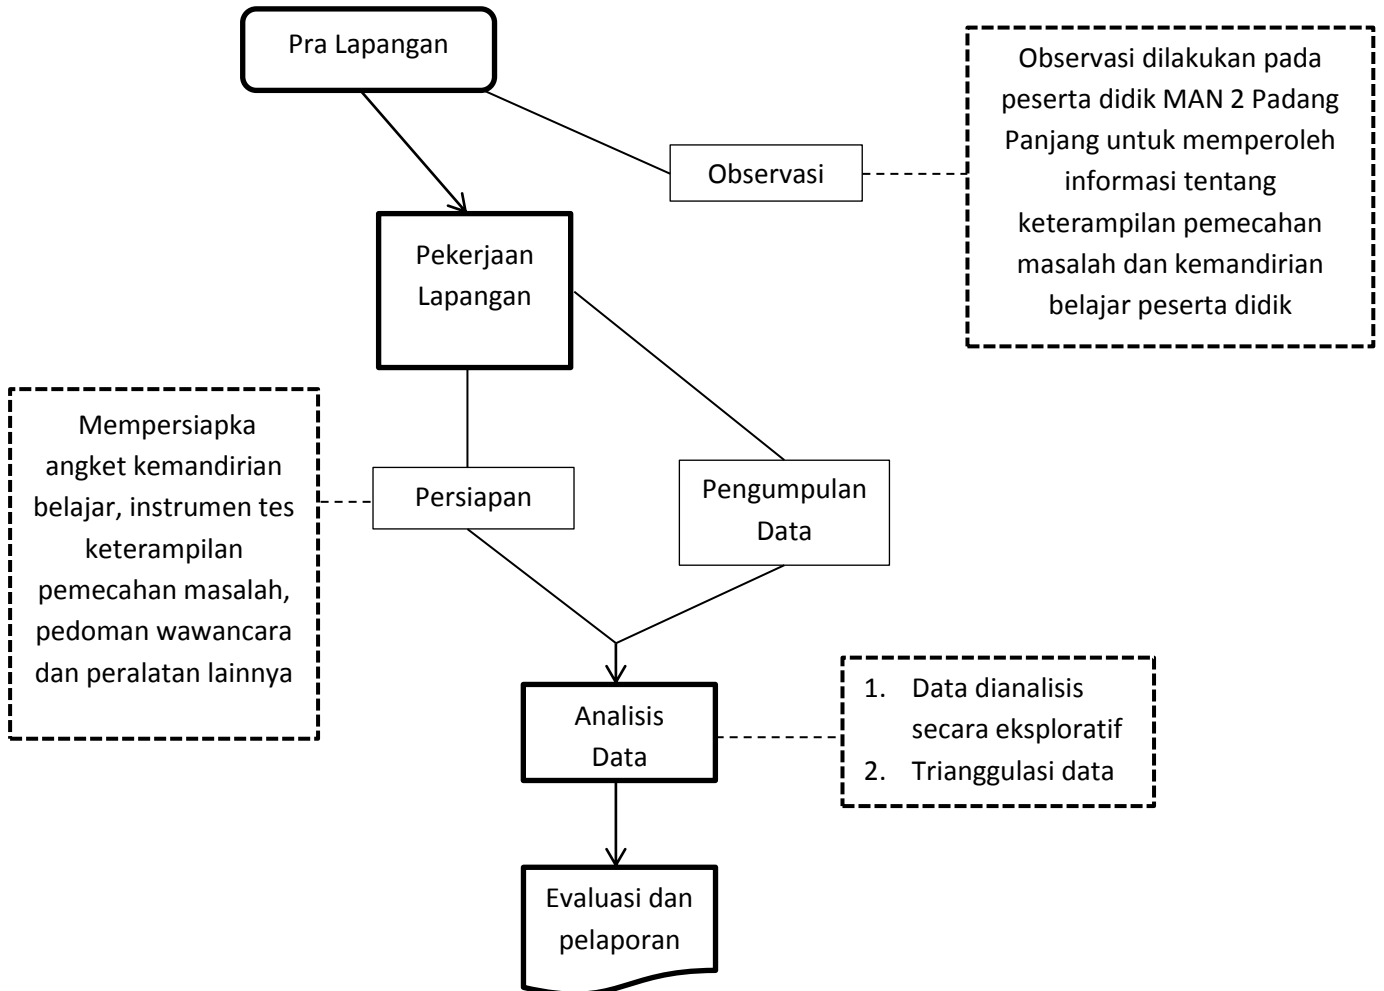 Pra Lapangan
Observasi
Observasi dilakukan pada
peserta didik MAN 2 Padang
Panjang untuk memperoleh
informasi tentang
keterampilan pemecahan
masalah dan kemandirian
belajar peserta didik
Pekerjaan
Lapangan
Mempersiapka
angket kemandirian
belajar, instrumen tes
keterampilan
pemecahan masalah,
pedoman wawancara
dan peralatan lainnya
Persiapan
Pengumpulan
Data
Analisis
Data
1. Data dianalisis
secara eksploratif
2. Trianggulasi data
Evaluasi dan
pelaporan